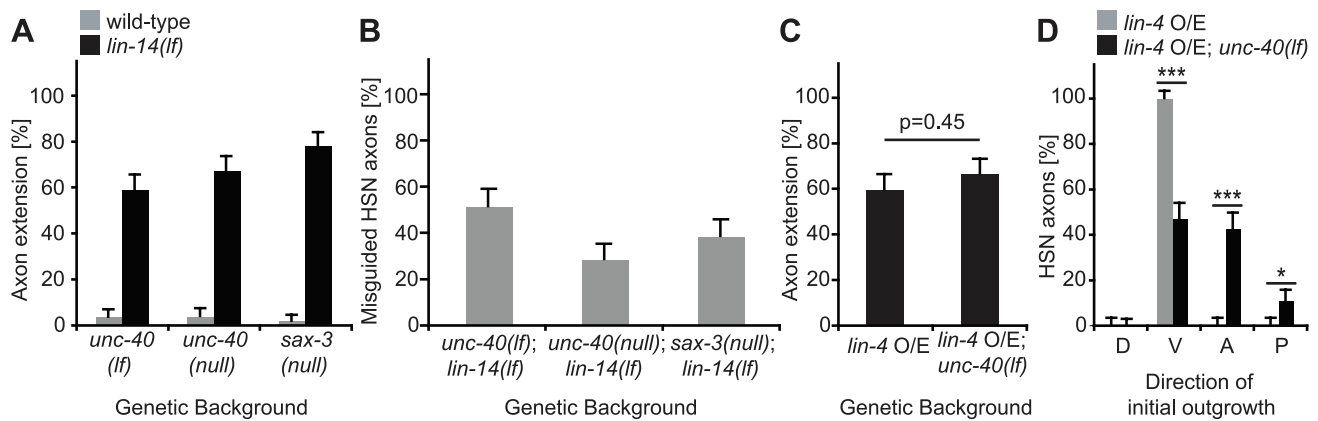 A
wild-type
lin-14(lf)
Axon extension [%]
100
80
60
40
20
0
unc-40
(lf)
unc-40
(null)
sax-3
(null)
Genetic Background
B
Misguided HSN axons [%]
100
80
60
40
20
0
unc-40(lf);
lin-14(lf)
unc-40(null);
lin-14(lf)
sax-3(null);
lin-14(lf)
Genetic Background
C
Axon extension [%]
100
80
60
40
20
0
p=0.45
lin-4 O/E
lin-4 O/E;
unc-40(lf)
Genetic Background
D
lin-4 O/E
lin-4 O/E; unc-40(lf)
HSN axons [%]
100
80
60
40
20
0
***
***
*
D V A P
Direction of
initial outgrowth